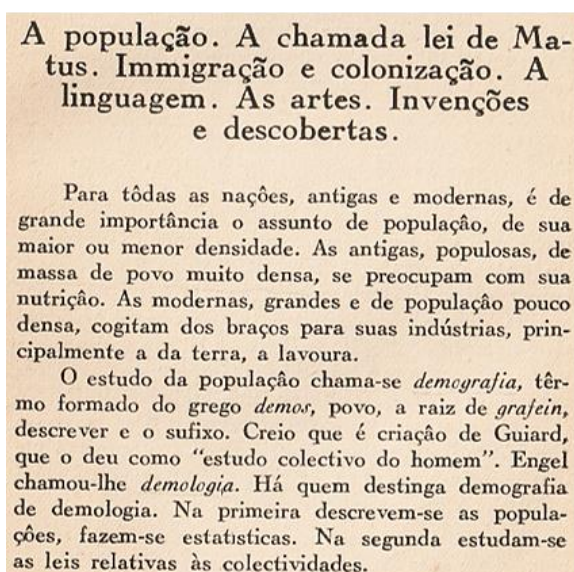 A população. A chamada lei de Ma-
tus. Immigração e colonização. A
linguagem. As artes. Invenções
e descobertas.
Para tôdas as nações, antigas e modernas, é de
grande importância o assunto de população, de sua
maior ou menor densidade. As antigas, populosas, de
massa de povo muito densa, se preocupam com sua
nutrição. As modernas, grandes e de população pouco
densa, cogitam dos braços para suas indústrias, prin-
cipalmente a da terra, a lavoura.
O estudo da população chama-se demografia, têr-
mo formado do grego demos, povo, a raiz de grafein,
descrever e o sufixo. Creio que é criação de Guiard,
que o deu como “estudo colectivo do homem”. Engel
chamou-lhe demologia. Há quem destinga demografia
de demologia. Na primeira descrevem-se as popula-
ções, fazem-se estatisticas. Na segunda estudam-se
as leis relativas às colectividades.